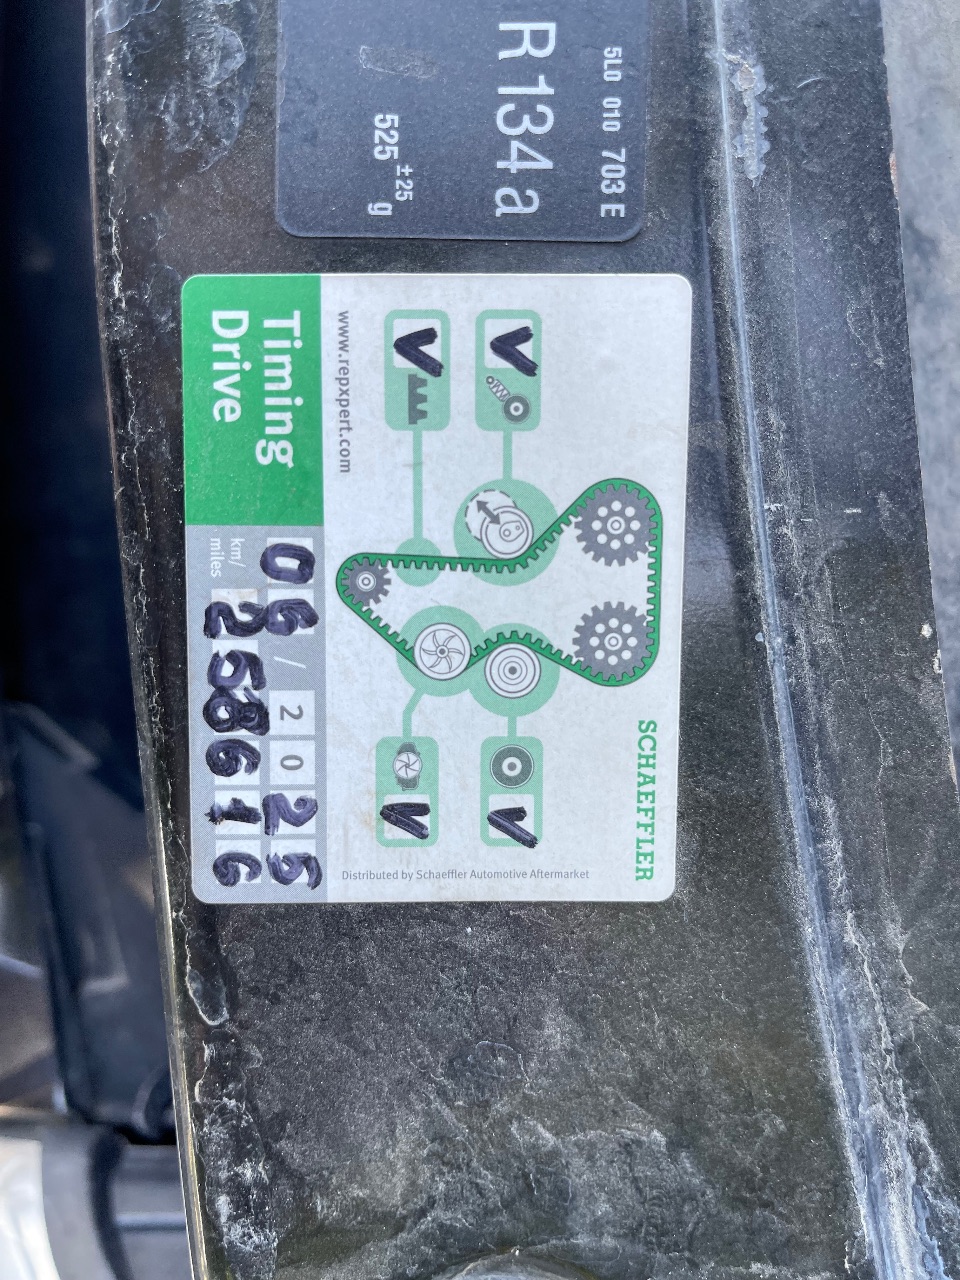 5L0 010 703 E
R 134 a
525 ±25 g
SCHAEFFLER
www.repxpert.com
Distributed by Schaeffler Automotive Aftermarket
Timing
Drive
06 / 2025
km/
miles
258616